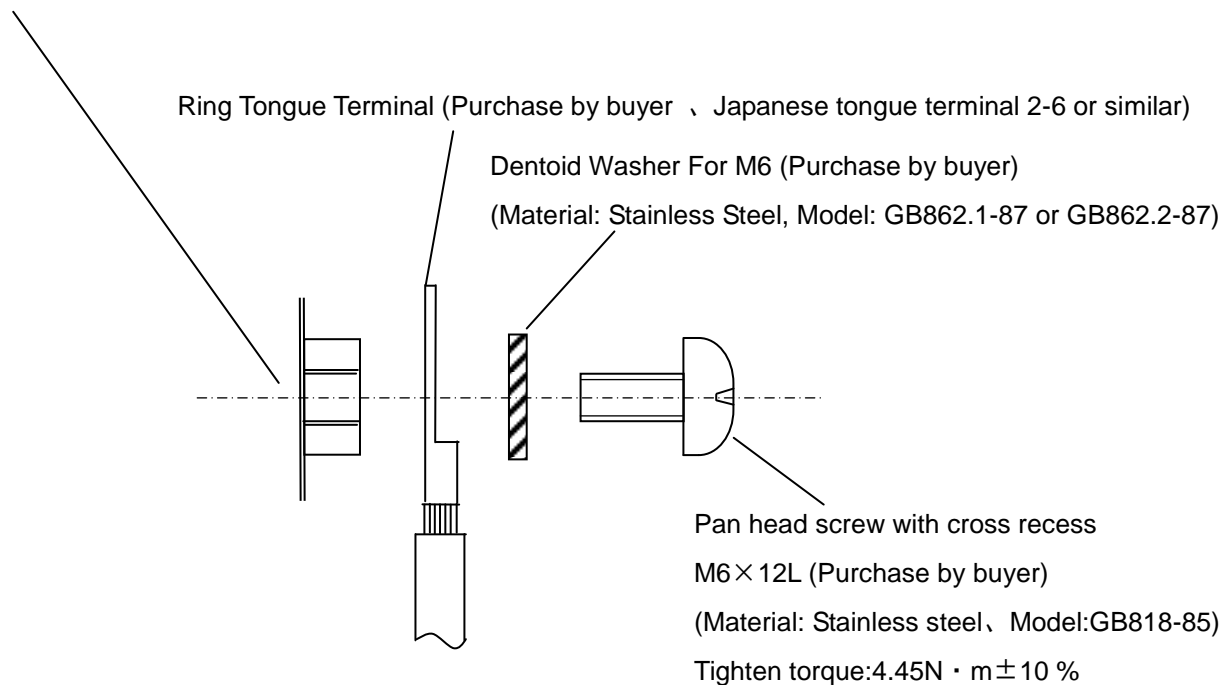 Ring Tongue Terminal (Purchase by buyer 、Japanese tongue terminal 2-6 or similar)
Dentoid Washer For M6 (Purchase by buyer)
(Material: Stainless Steel, Model: GB862.1-87 or GB862.2-87)
Pan head screw with cross recess
M6×12L (Purchase by buyer)
(Material: Stainless steel、Model:GB818-85)
Tighten torque:4.45N・m±10 %